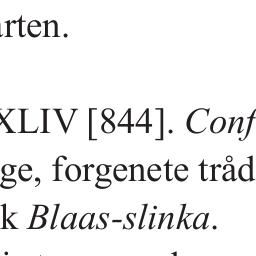 arten.
XLIV [844]. Conf
ge, forgenete tråd
k Blaas-slinka.